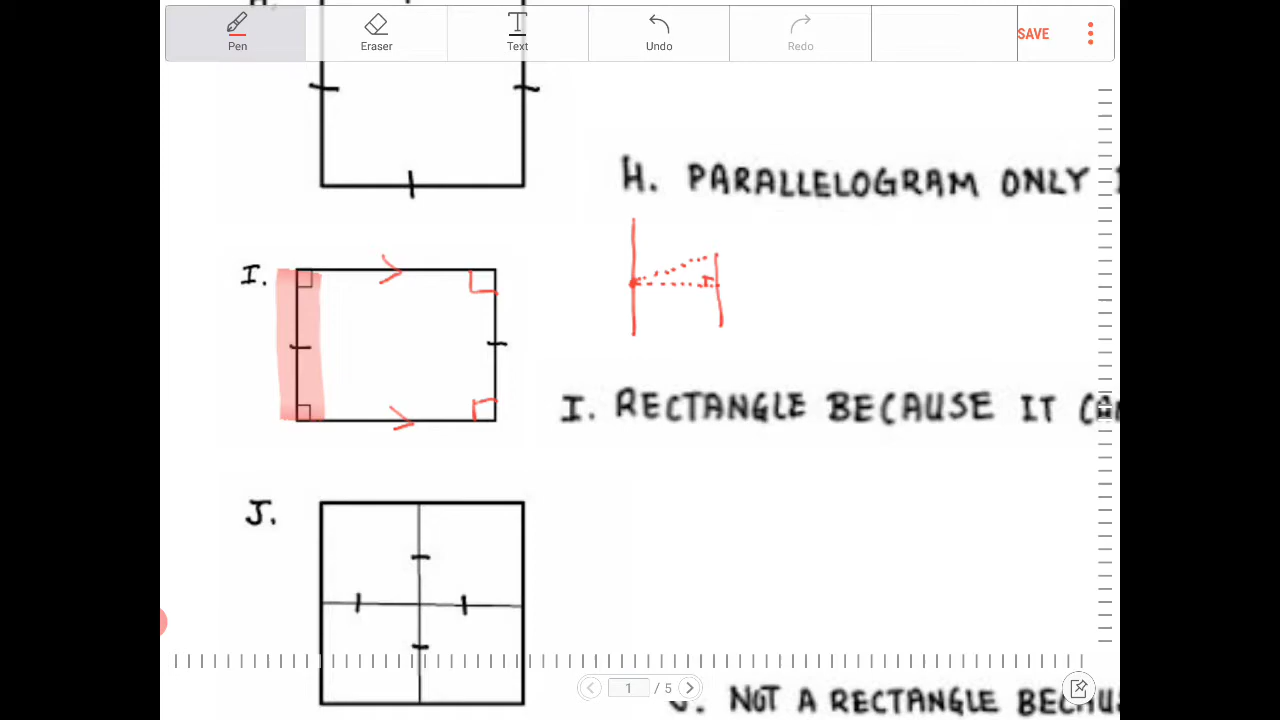 Pen
Eraser
Text
Undo
Redo
SAVE
H. PARALLELOGRAM ONLY
I.
I. RECTANGLE BECAUSE IT
J.
1 / 5
J. NOT A RECTANGLE